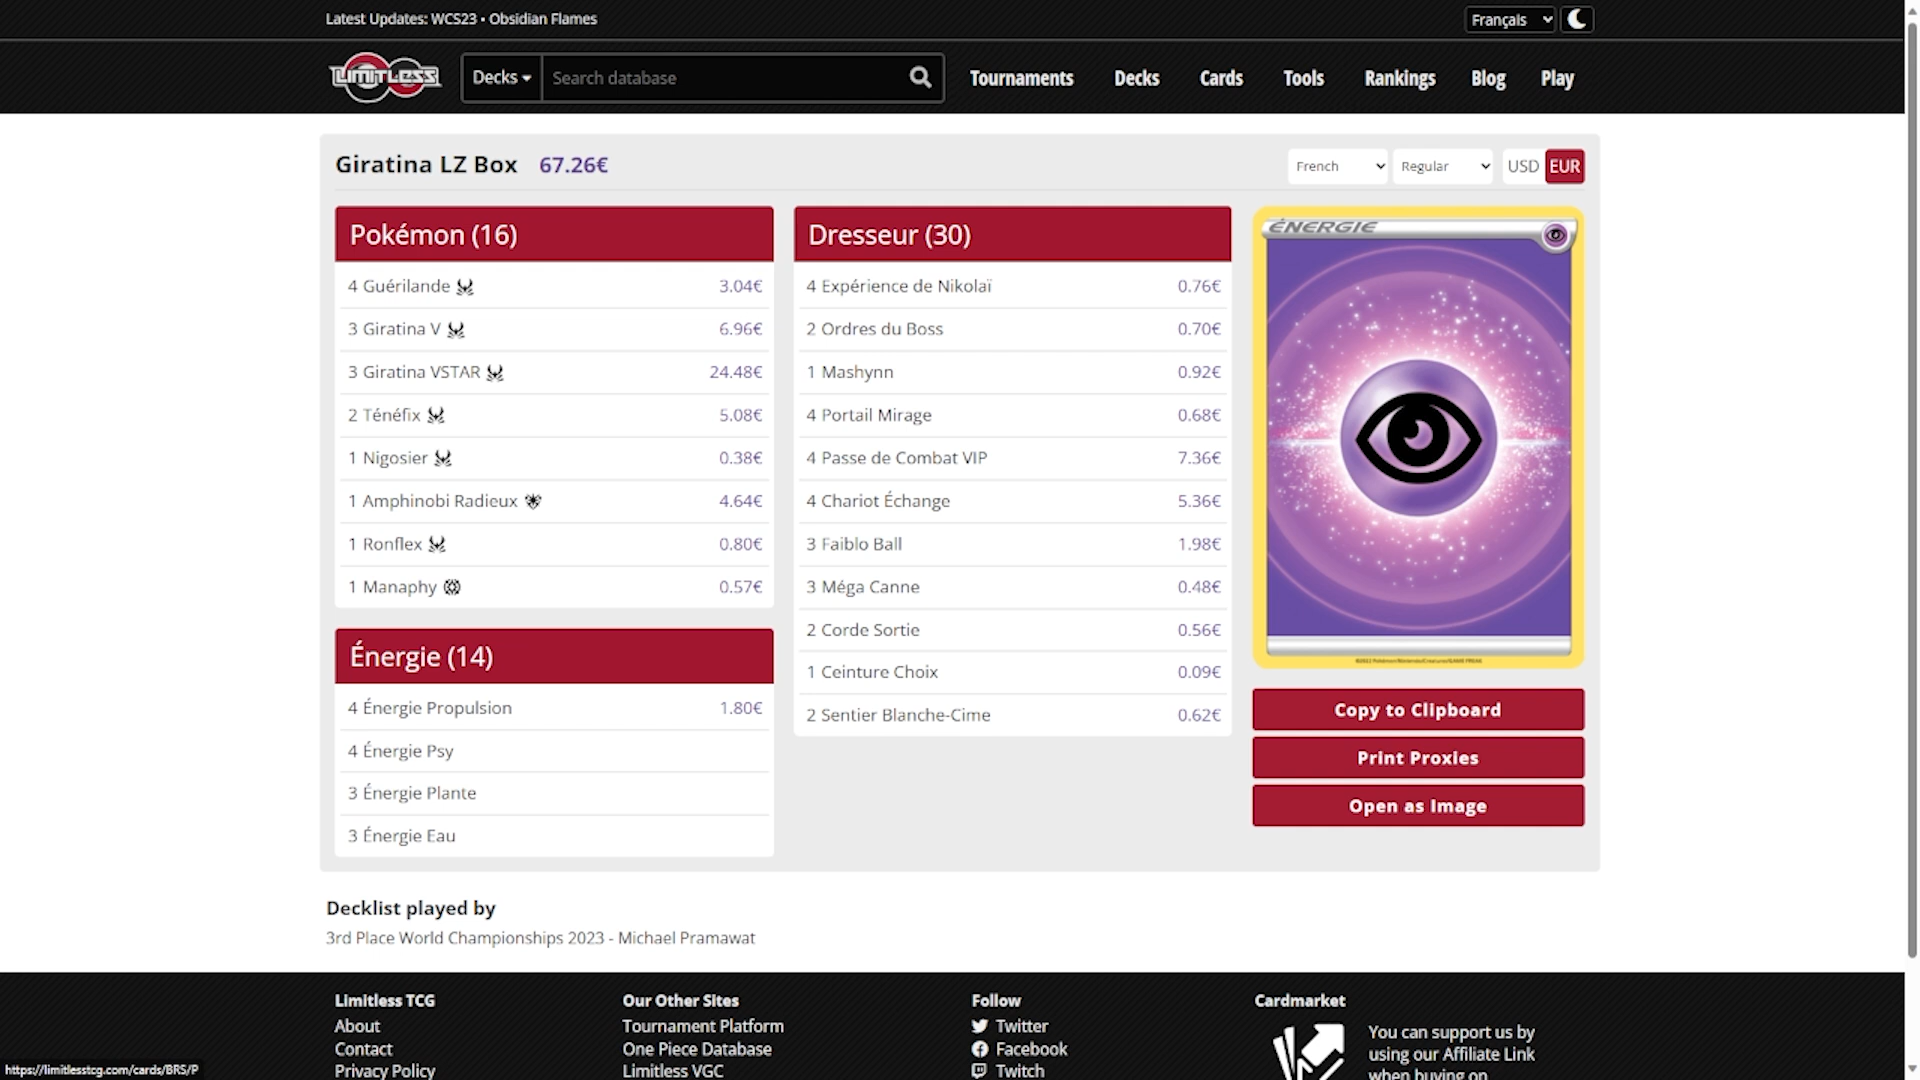 Latest Updates: WCS23 • Obsidian Flames
Français
LIMITLESS
Decks
Search database
Tournaments
Decks
Cards
Tools
Rankings
Blog
Play
Giratina LZ Box 67.26€
French
Regular
USD
EUR
Pokémon (16)
4 Guérilande 3.04€
3 Giratina V 6.96€
3 Giratina VSTAR 24.48€
2 Ténéfix 5.08€
1 Nigosier 0.38€
1 Amphinobi Radieux 4.64€
1 Ronflex 0.80€
1 Manaphy 0.57€
Énergie (14)
4 Énergie Propulsion 1.80€
4 Énergie Psy
3 Énergie Plante
3 Énergie Eau
Dresseur (30)
4 Expérience de Nikolaï 0.76€
2 Ordres du Boss 0.70€
1 Mashynn 0.92€
4 Portail Mirage 0.68€
4 Passe de Combat VIP 7.36€
4 Chariot Échange 5.36€
3 Faiblo Ball 1.98€
3 Méga Canne 0.48€
2 Corde Sortie 0.56€
1 Ceinture Choix 0.09€
2 Sentier Blanche-Cime 0.62€
ÉNERGIE
©2022 Pokémon/Nintendo/Creatures/GAME FREAK
Copy to Clipboard
Print Proxies
Open as Image
Decklist played by
3rd Place World Championships 2023 - Michael Pramawat
Limitless TCG
About
Contact
Privacy Policy
Our Other Sites
Tournament Platform
One Piece Database
Limitless VGC
Follow
Twitter
Facebook
Twitch
Cardmarket
You can support us by
using our Affiliate Link
when buying on
https://limitlesstcg.com/cards/BRS/P